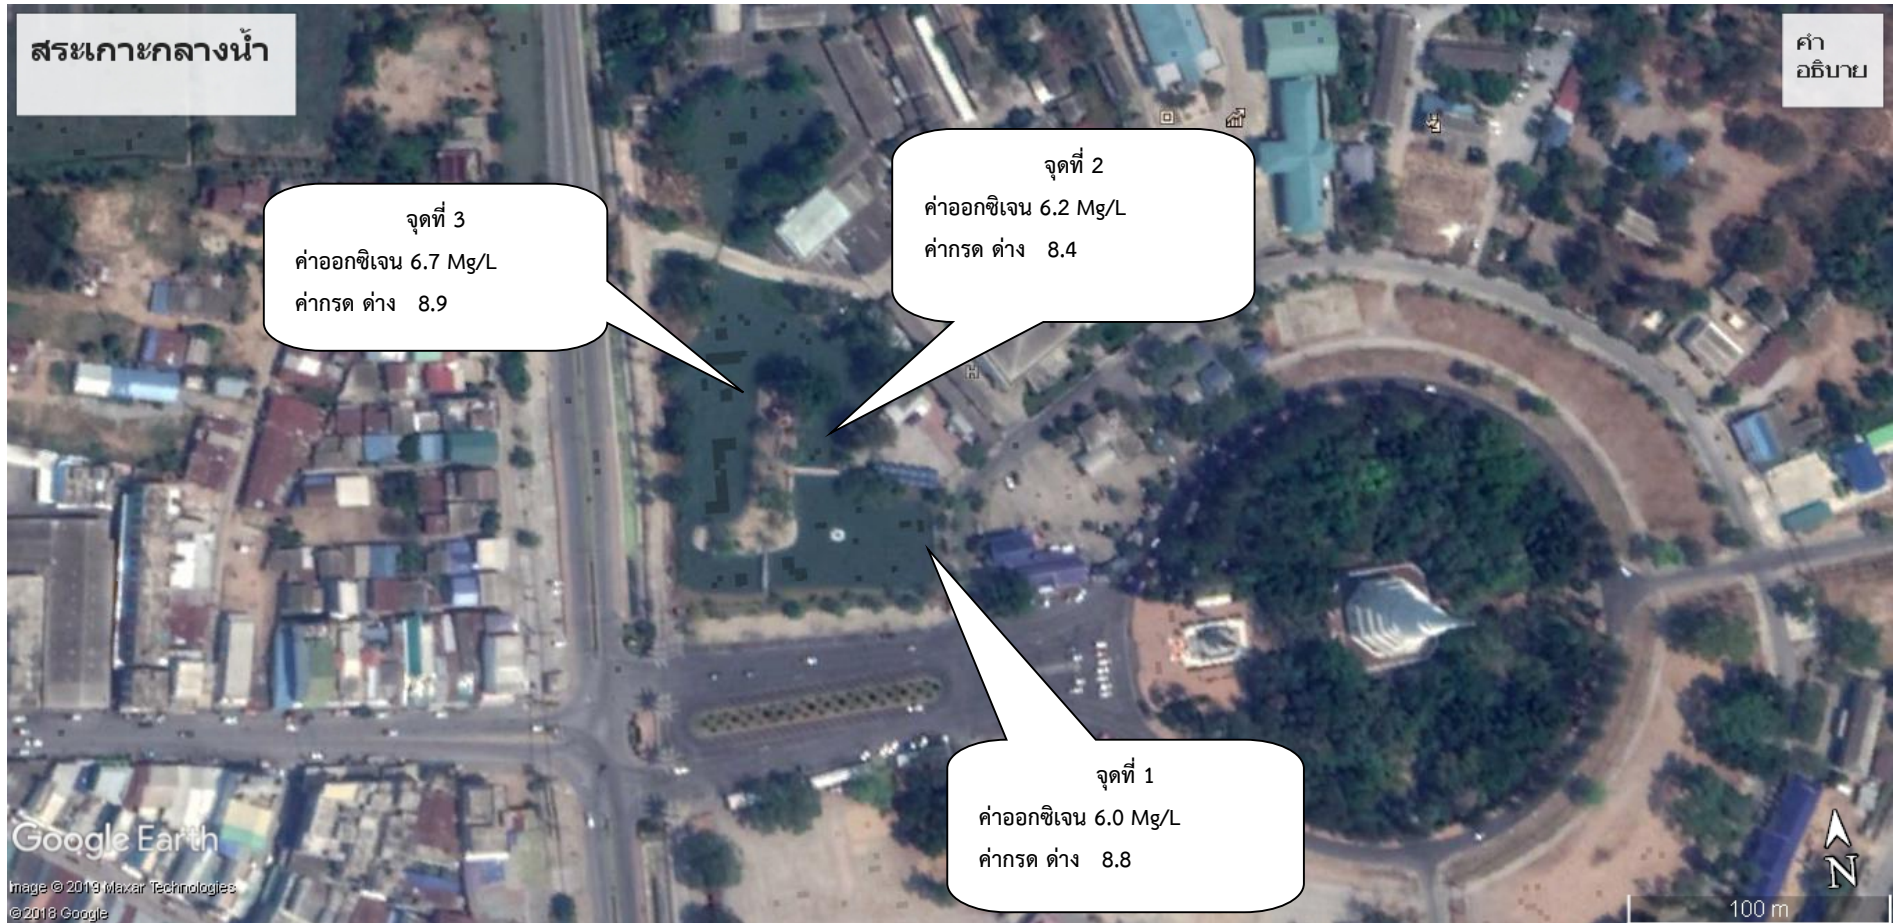 สระเกาะกลางน้ำ
คำ
อธิบาย
จุดที่ 2
ค่าออกซิเจน 6.2 Mg/L
ค่ากรด ด่าง 8.4
จุดที่ 3
ค่าออกซิเจน 6.7 Mg/L
ค่ากรด ด่าง 8.9
จุดที่ 1
ค่าออกซิเจน 6.0 Mg/L
ค่ากรด ด่าง 8.8
Google Earth
Image © 2019 Maxar Technologies
© 2018 Google
N
100 m